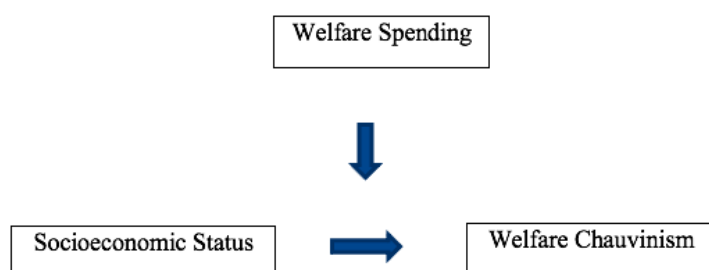 Welfare Spending
Socioeconomic Status
Welfare Chauvinism